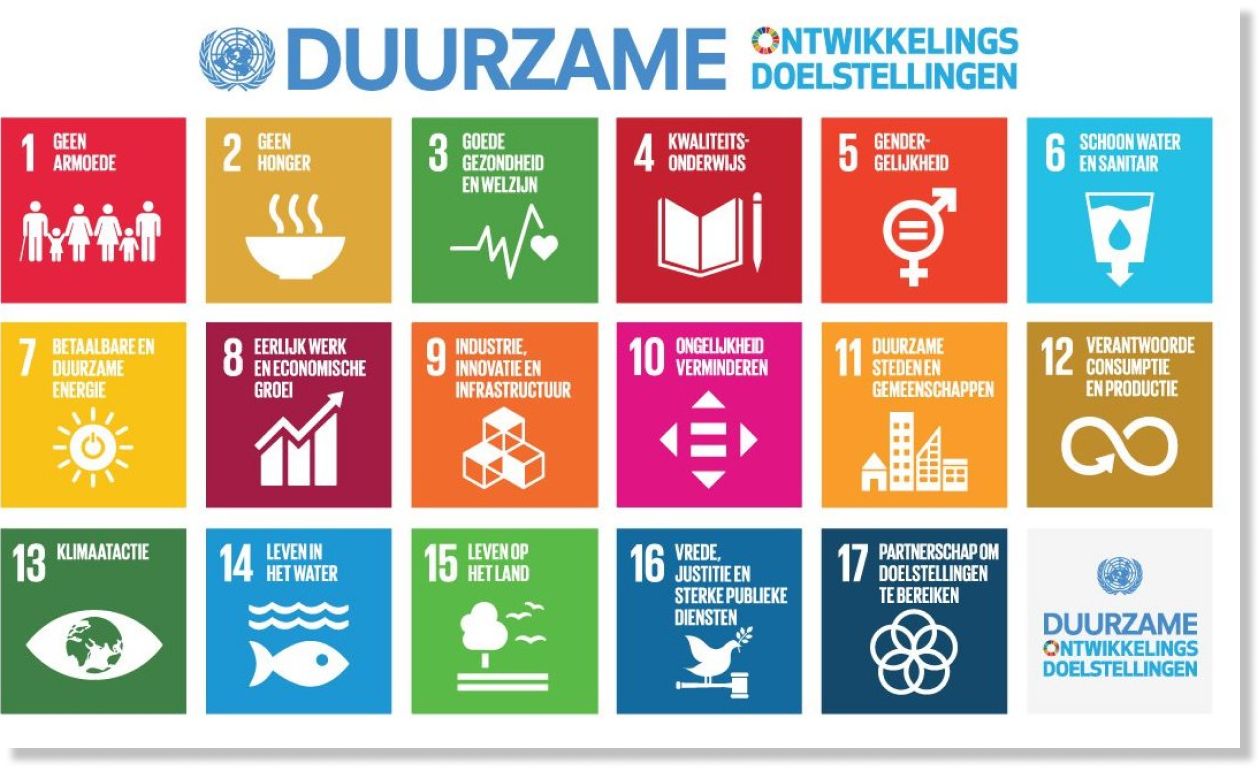 DUURZAME
ONTWIKKELINGS
DOELSTELLINGEN
1 GEEN
ARMOEDE
2 GEEN
HONGER
3 GOEDE
GEZONDHEID
EN WELZIJN
4 KWALITEITS-
ONDERWIJS
5 GENDER-
GELIJKHEID
6 SCHOON WATER
EN SANITAIR
7 BETAALBARE EN
DUURZAME
ENERGIE
8 EERLIJK WERK
EN ECONOMISCHE
GROEI
9 INDUSTRIE,
INNOVATIE EN
INFRASTRUCTUUR
10 ONGELIJKHEID
VERMINDEREN
11 DUURZAME
STEDEN EN
GEMEENSCHAPPEN
12 VERANTWOORDE
CONSUMPTIE
EN PRODUCTIE
13 KLIMAATACTIE
14 LEVEN IN
HET WATER
15 LEVEN OP
HET LAND
16 VREDE,
JUSTITIE EN
STERKE PUBLIEKE
DIENSTEN
17 PARTNERSCHAP OM
DOELSTELLINGEN
TE BEREIKEN
DUURZAME
ONTWIKKELINGS
DOELSTELLINGEN